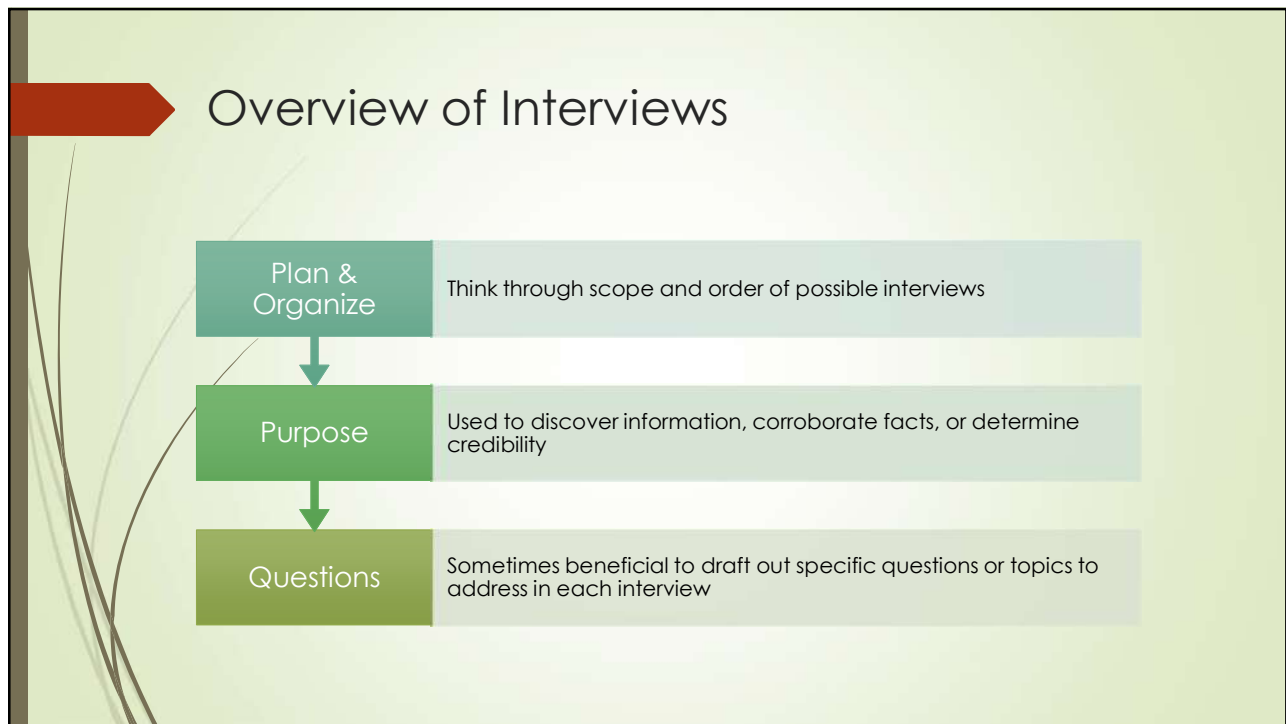 Overview of Interviews
Plan &
Organize
Think through scope and order of possible interviews
Purpose
Used to discover information, corroborate facts, or determine
credibility
Questions
Sometimes beneficial to draft out specific questions or topics to
address in each interview